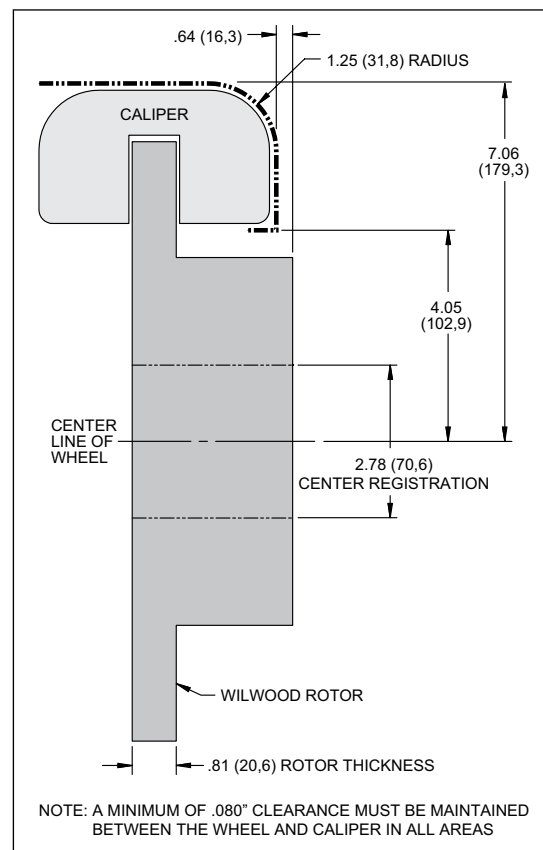 .64 (16,3)
1.25 (31,8) RADIUS
CALIPER
7.06
(179,3)
4.05
(102,9)
CENTER
LINE OF
WHEEL
2.78 (70,6)
CENTER REGISTRATION
WILWOOD ROTOR
.81 (20,6) ROTOR THICKNESS
NOTE: A MINIMUM OF .080" CLEARANCE MUST BE MAINTAINED
BETWEEN THE WHEEL AND CALIPER IN ALL AREAS